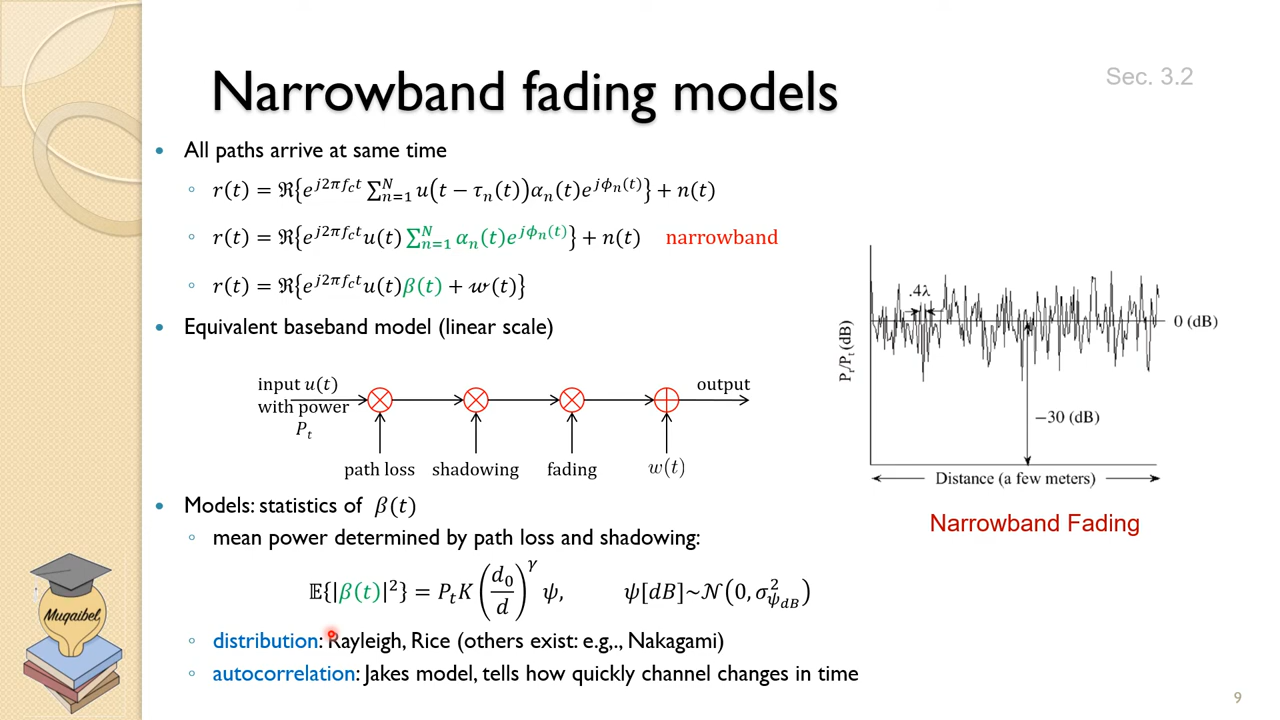 Narrowband fading models
Sec. 3.2
• All paths arrive at same time
◦ r(t) = ℜ{e^{j2πf_c t} ∑_{n=1}^{N} u(t − τ_n(t))α_n(t)e^{jϕ_n(t)}} + n(t)
◦ r(t) = ℜ{e^{j2πf_c t}u(t) ∑_{n=1}^{N} α_n(t)e^{jϕ_n(t)}} + n(t) narrowband
◦ r(t) = ℜ{e^{j2πf_c t}u(t)β(t) + 𝓌(t)}
• Equivalent baseband model (linear scale)
input u(t)
with power
P_t
output
path loss
shadowing
fading
w(t)
• Models: statistics of β(t)
◦ mean power determined by path loss and shadowing:
𝔼{|β(t)|²} = P_t K (d_0/d)^γ ψ, ψ[dB]~𝒩(0, σ²_{ψ_{dB}})
◦ distribution: Rayleigh, Rice (others exist: e.g,., Nakagami)
◦ autocorrelation: Jakes model, tells how quickly channel changes in time
.4λ
0 (dB)
P_r/P_t (dB)
−30 (dB)
Distance (a few meters)
Narrowband Fading
Muqaibel
9